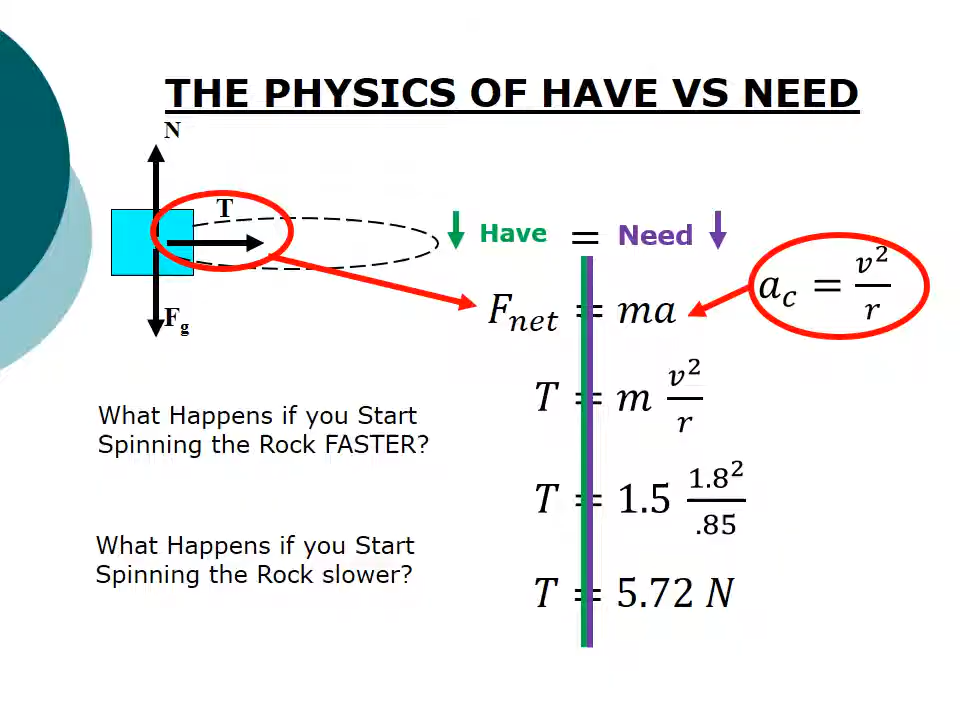 THE PHYSICS OF HAVE VS NEED
N
T
Have = Need
F_g
F_net = ma
a_c = v²/r
T = m v²/r
What Happens if you Start
Spinning the Rock FASTER?
T = 1.5 1.8²/.85
What Happens if you Start
Spinning the Rock slower?
T = 5.72 N